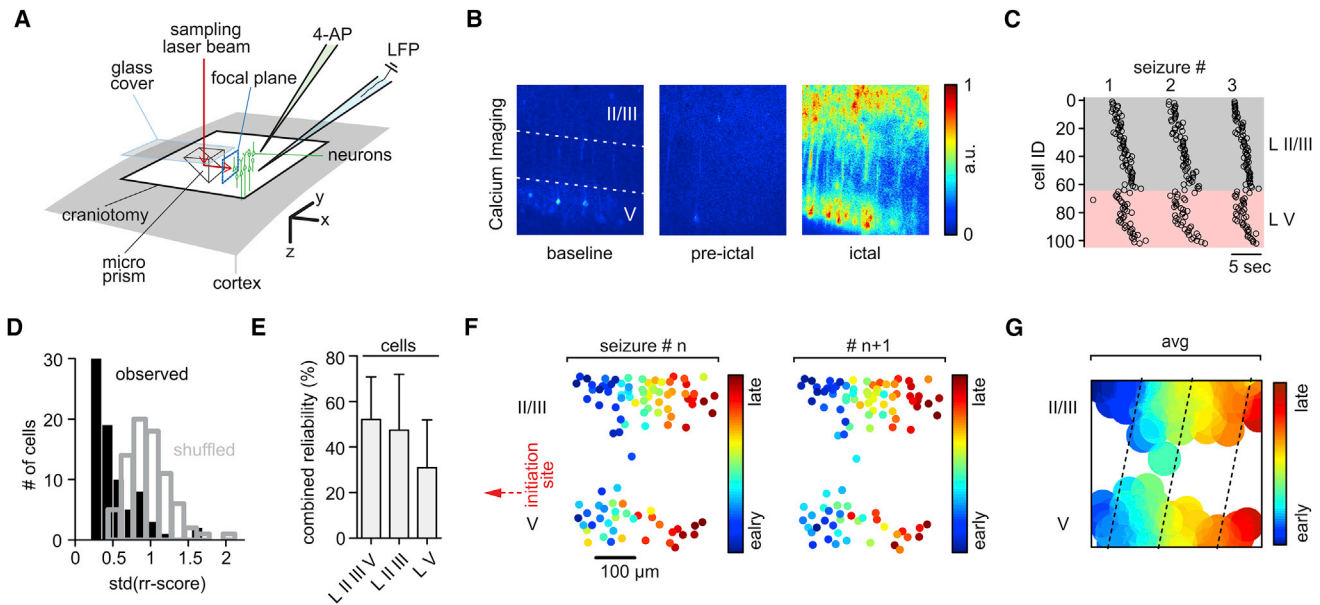 A
sampling
laser beam
4-AP
LFP
glass
cover
focal plane
neurons
craniotomy
micro
prism
cortex
y
x
z
B
Calcium Imaging
II/III
V
baseline
pre-ictal
ictal
1
a.u.
0
C
seizure #
1 2 3
0
20
40
60
80
100
cell ID
L II/III
L V
5 sec
D
# of cells
30
20
10
0
observed
shuffled
0 0.5 1 1.5 2
std(rr-score)
E
cells
combined reliability (%)
80
60
40
20
0
L II III V
L II III
L V
F
seizure # n
# n+1
II/III
initiation
site
V
100 µm
late
ealry
late
early
G
avg
II/III
V
late
early